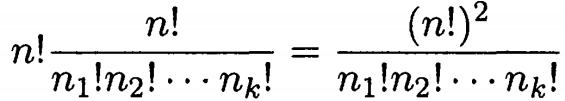 n! \frac{n!}{n_1! n_2! \cdots n_k!} = \frac{(n!)^2}{n_1! n_2! \cdots n_k!}